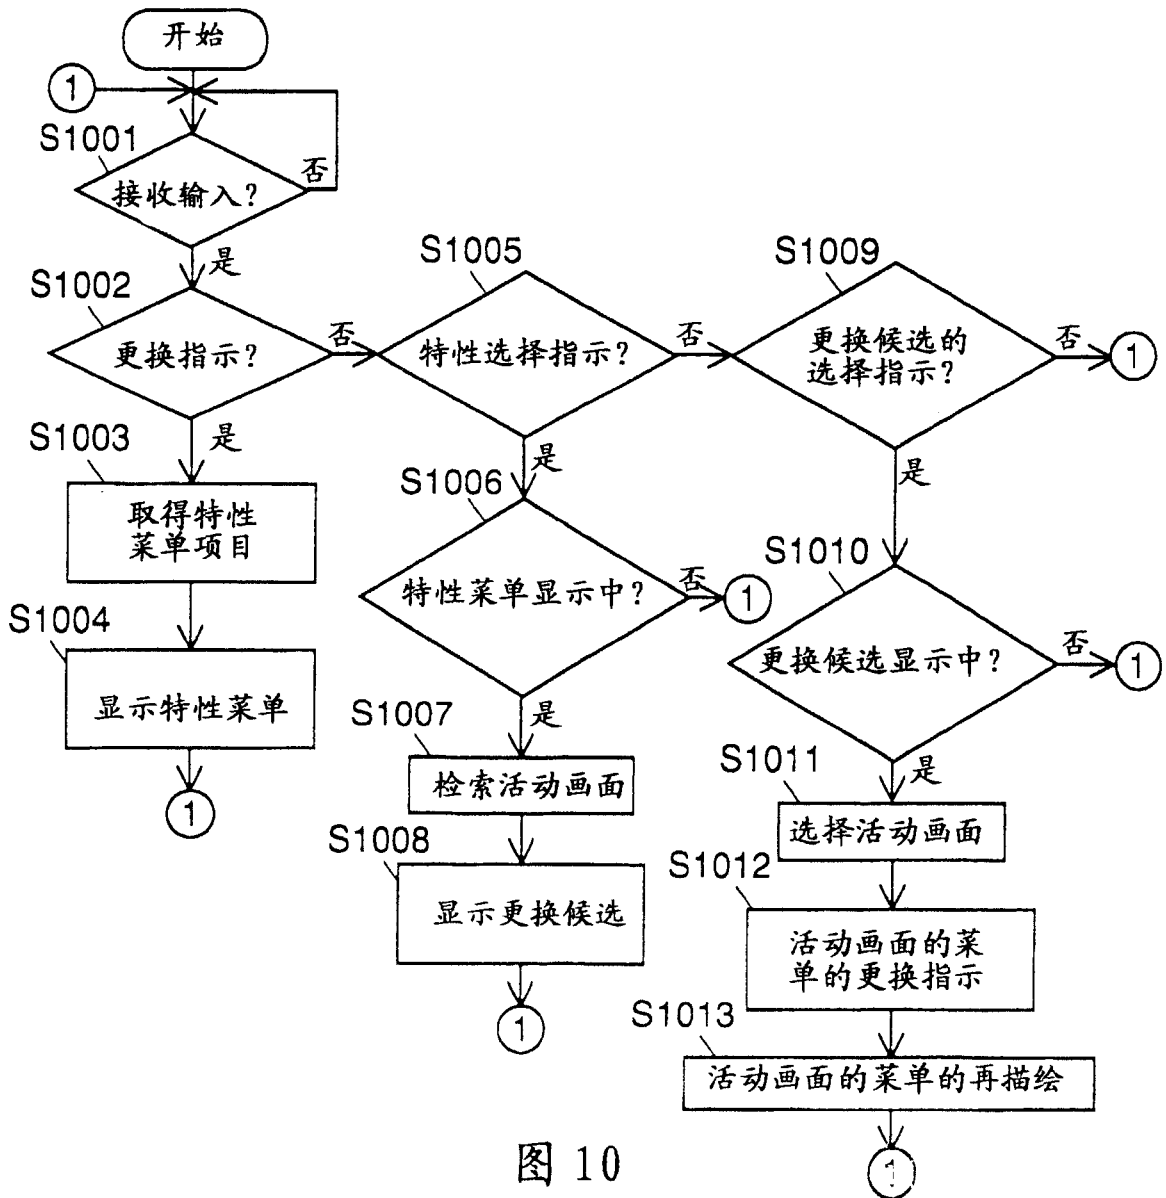 开始
1
S1001
否
接收输入?
是
S1002
更换指示?
否
S1005
特性选择指示?
否
S1009
更换候选的
选择指示?
否
1
是
S1003
取得特性
菜单项目
S1004
显示特性菜单
1
是
S1006
特性菜单显示中?
否
1
是
S1007
检索活动画面
S1008
显示更换候选
1
是
S1010
更换候选显示中?
否
1
是
S1011
选择活动画面
S1012
活动画面的菜
单的更换指示
S1013
活动画面的菜单的再描绘
1
图 10